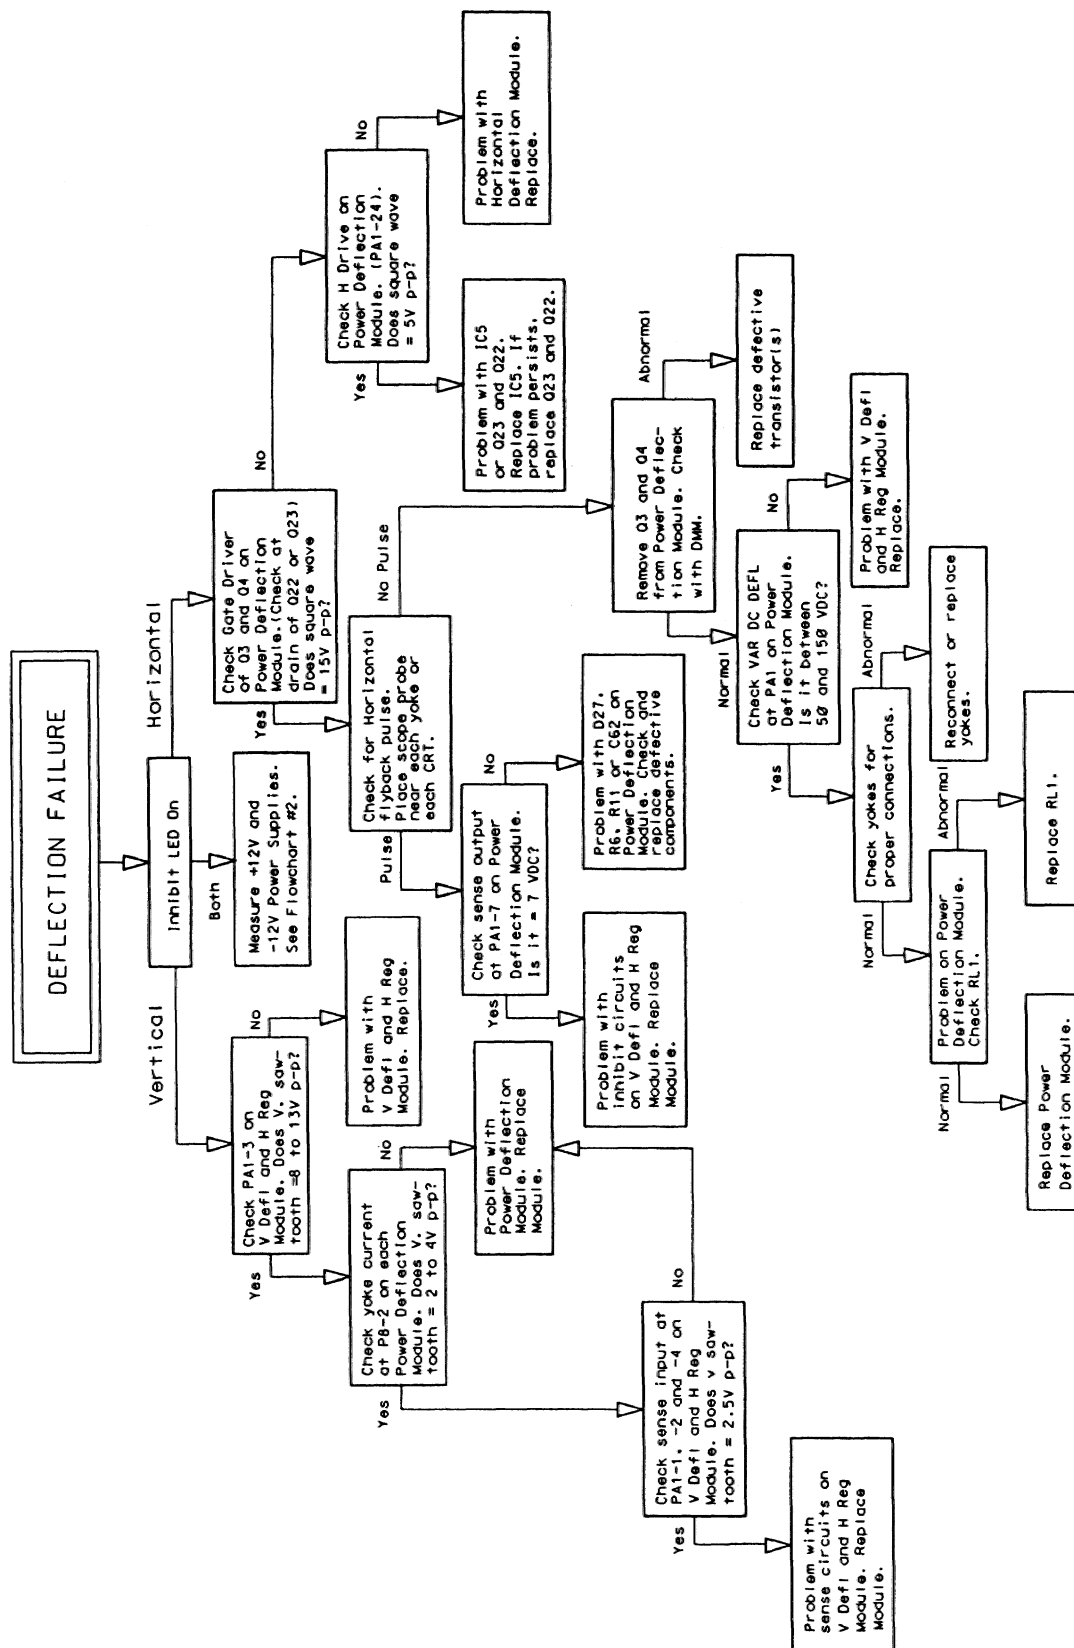 DEFLECTION FAILURE
Inhibit LED On
Vertical
Both
Horizontal
Measure +12V and
-12V Power Supplies.
See Flowchart #2.
Check PA1-3 on
V Defl and H Reg
Module. Does V. saw-
tooth =8 to 13V p-p?
Yes
No
Problem with
V Defl and H Reg
Module. Replace.
Check yoke current
at P8-2 on each
Power Deflection
Module. Does V. saw-
tooth = 2 to 4V p-p?
Yes
No
Problem with
Power Deflection
Module. Replace
Module.
Check sense input at
PA1-1, -2 and -4 on
V Defl and H Reg
Module. Does v saw-
tooth = 2.5V p-p?
Yes
No
Problem with
sense circuits on
V Defl and H Reg
Module. Replace
Module.
Check Gate Driver
of Q3 and Q4 on
Power Deflection
Module.(Check at
drain of Q22 or Q23)
Does square wave
= 15V p-p?
Yes
No
Check H Drive on
Power Deflection
Module. (PA1-24).
Does square wave
= 5V p-p?
Yes
No
Problem with IC5
or Q23 and Q22.
Replace IC5. If
problem persists,
replace Q23 and Q22.
Problem with
Horizontal
Deflection Module.
Replace.
Check for Horizontal
flyback pulse.
Place scope probe
near each yoke or
each CRT.
Pulse
No Pulse
Check sense output
at PA1-7 on Power
Deflection Module.
Is it = 7 VDC?
Yes
No
Problem with
inhibit circuits
on V Defl and H Reg
Module. Replace
Module.
Problem with D27,
R6, R11 or C62 on
Power Deflection
Module. Check and
replace defective
components.
Remove Q3 and Q4
from Power Deflec-
tion Module. Check
with DMM.
Normal
Abnormal
Replace defective
transistor(s)
Check VAR DC DEFL
at PA1 on Power
Deflection Module.
Is it between
50 and 150 VDC?
Yes
No
Problem with V Defl
and H Reg Module.
Replace.
Check yokes for
proper connections.
Normal
Abnormal
Reconnect or replace
yokes.
Problem on Power
Deflection Module.
Check RL1.
Normal
Abnormal
Replace Power
Deflection Module.
Replace RL1.